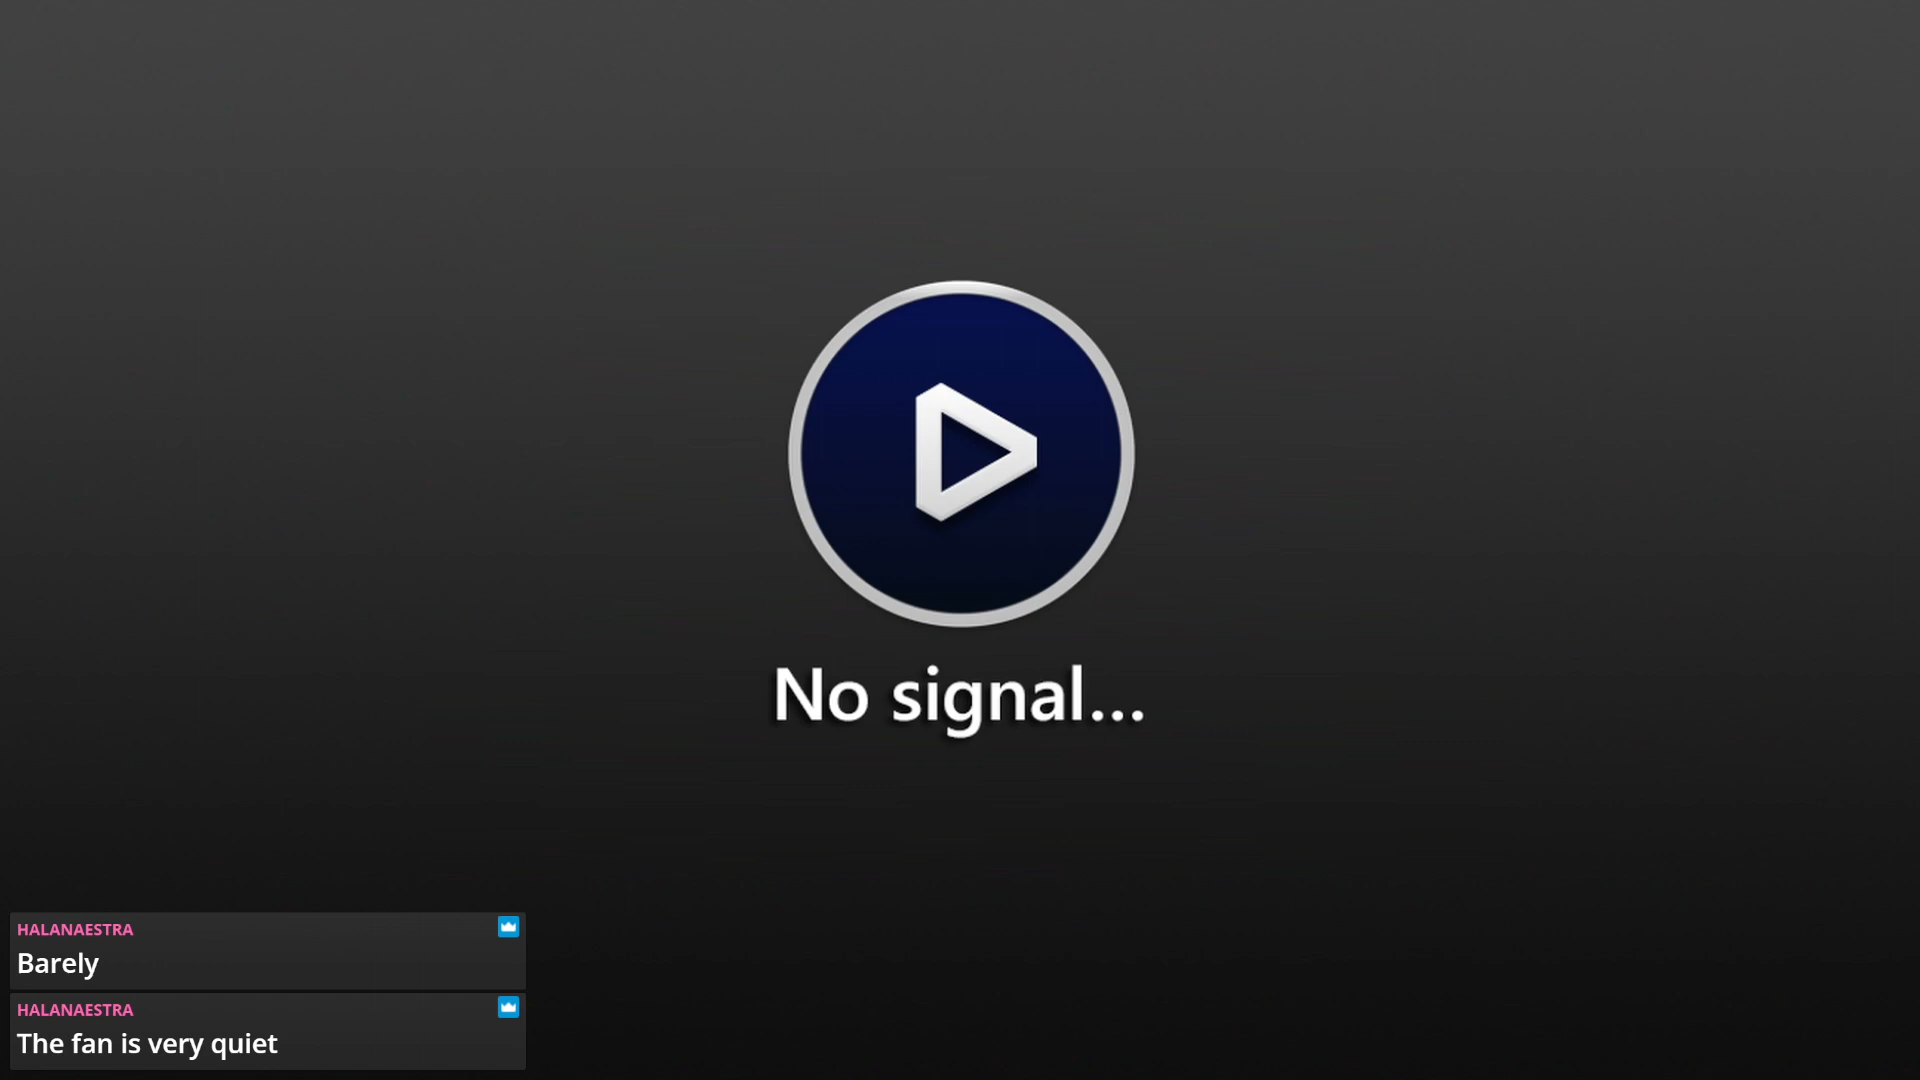 No signal...
HALANAESTRA
Barely
HALANAESTRA
The fan is very quiet